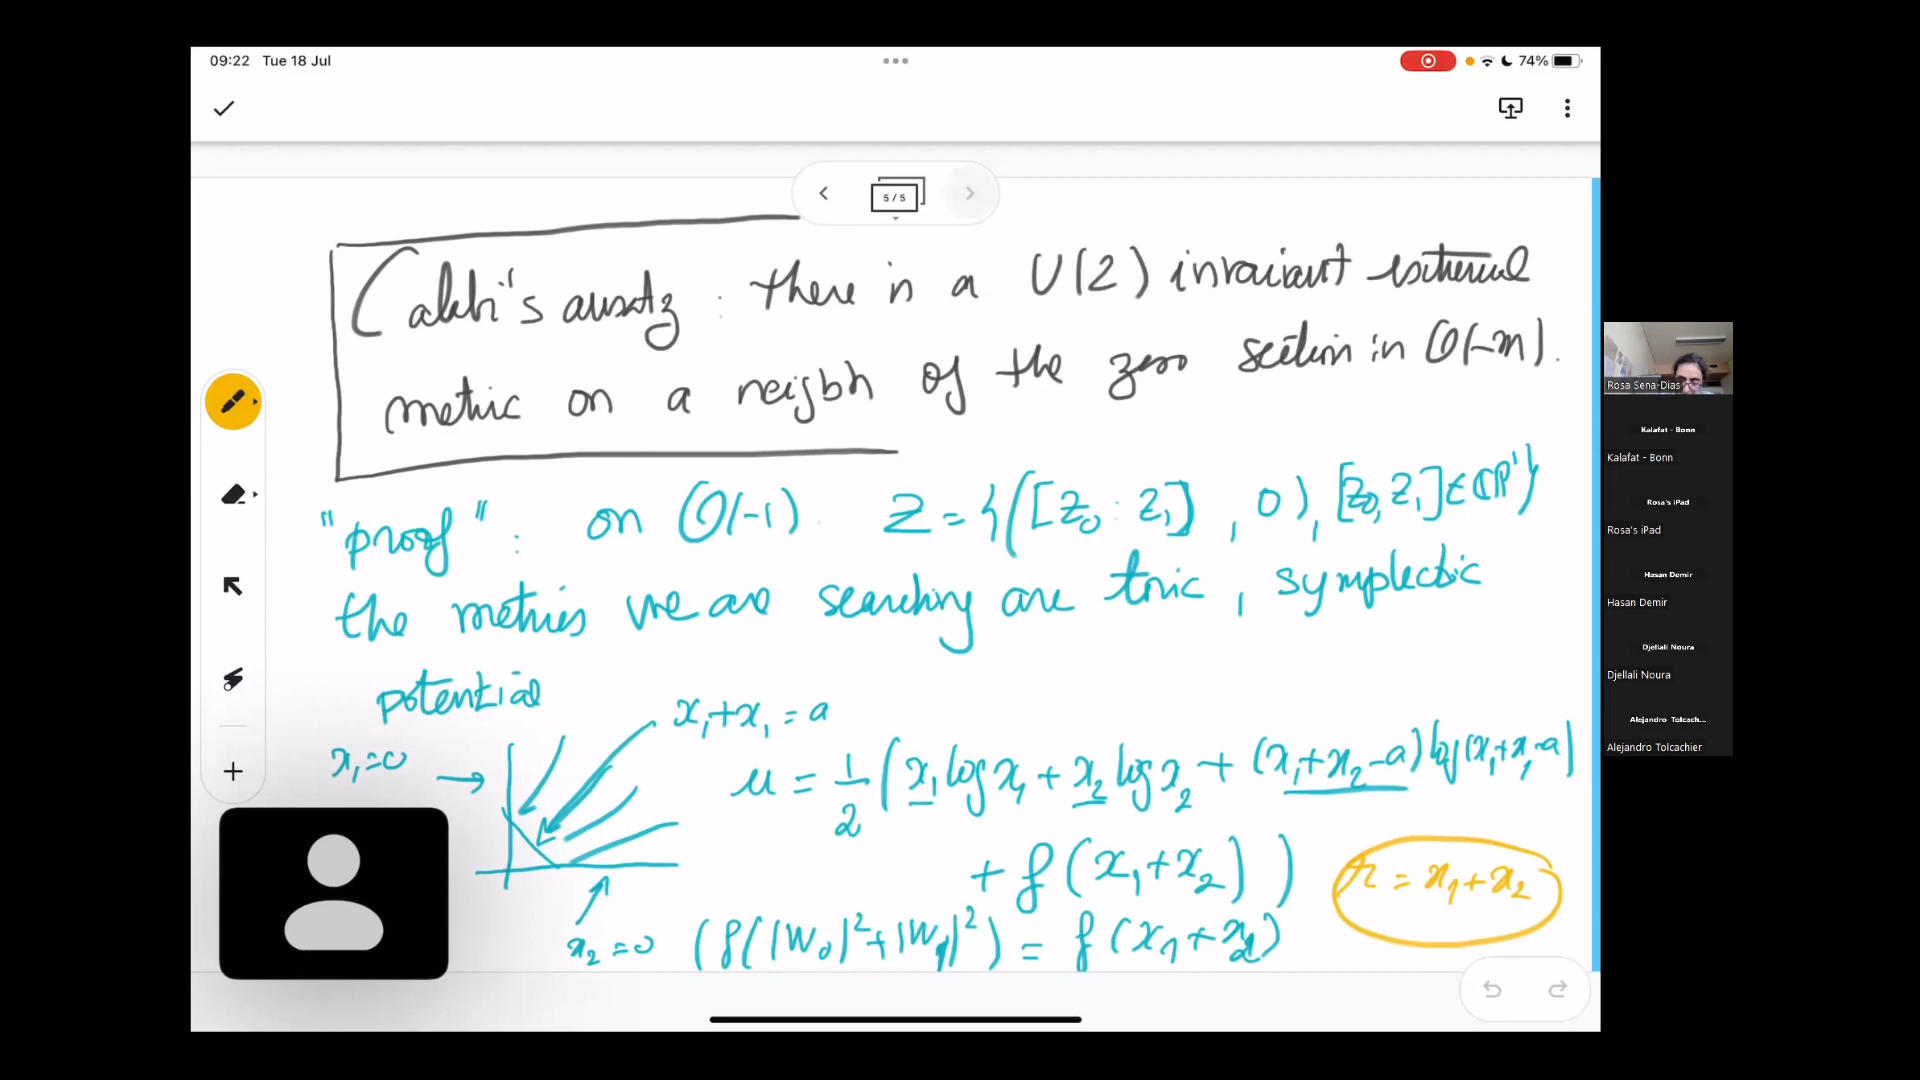 09:22 Tue 18 Jul
74%
5 / 5
Calabi's ansatz : there is a U(2) invariant extremal
metric on a neigbh of the zero section in O(-m).
"proof" : on O(-1). Z = {([z₀ : z₁], 0), [z₀, z₁] ∈ ℂℙ¹}
the metrics we are searching are toric, symplectic
potential
x₁+x₁ = a
x₁=0
u = 1/2 (x₁ log x₁ + x₂ log x₂ + (x₁+x₂-a) log(x₁+x₂-a)
+ f(x₁+x₂))
r = x₁+x₂
x₂=0
(f(|W₀|²+|W₁|²) = f(x₁+x₂)
Rosa Sena-Dias
Kalafat - Bonn
Kalafat - Bonn
Rosa's iPad
Rosa's iPad
Hasan Demir
Hasan Demir
Djellali Noura
Djellali Noura
Alejandro Tolcach...
Alejandro Tolcachier